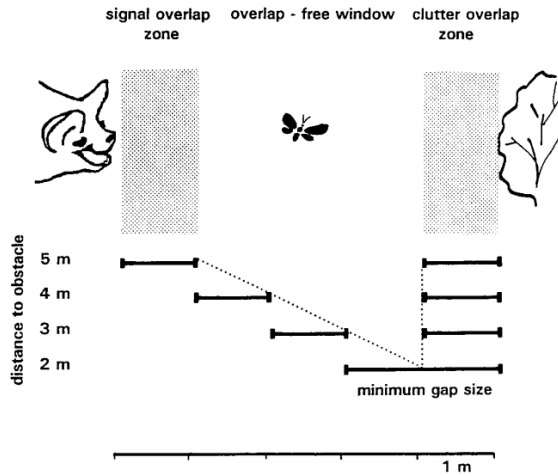 signal overlap zone
overlap - free window
clutter overlap zone
distance to obstacle
5 m
4 m
3 m
2 m
minimum gap size
1 m